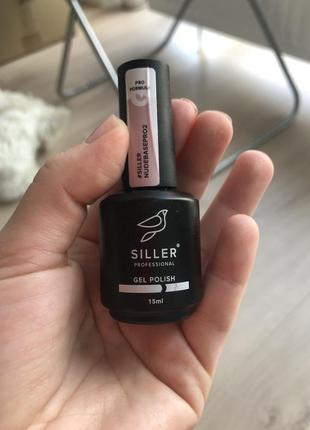 PRO
FORMULA
#SILLER
NUDEBASEPRO2
SILLER®
PROFESSIONAL
GEL POLISH
15ml